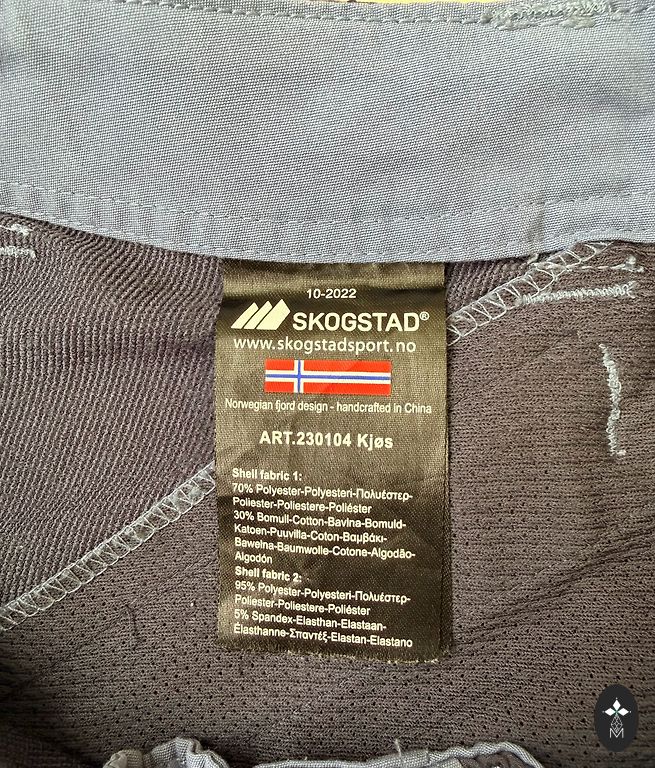 10-2022
SKOGSTAD®
www.skogstadsport.no
Norwegian fjord design - handcrafted in China
ART.230104 Kjøs
Shell fabric 1:
70% Polyester-Polyesteri-Πολυέστερ-
Poliester-Poliestere-Poliéster
30% Bomull-Cotton-Bavlna-Bomuld-
Katoen-Puuvilla-Coton-Βαμβάκι-
Bawelna-Baumwolle-Cotone-Algodão-
Algodón
Shell fabric 2:
95% Polyester-Polyesteri-Πολυέστερ-
Poliester-Poliestere-Poliéster
5% Spandex-Elasthan-Elastaan-
Élasthanne-Σπαντέξ-Elastan-Elastano
M